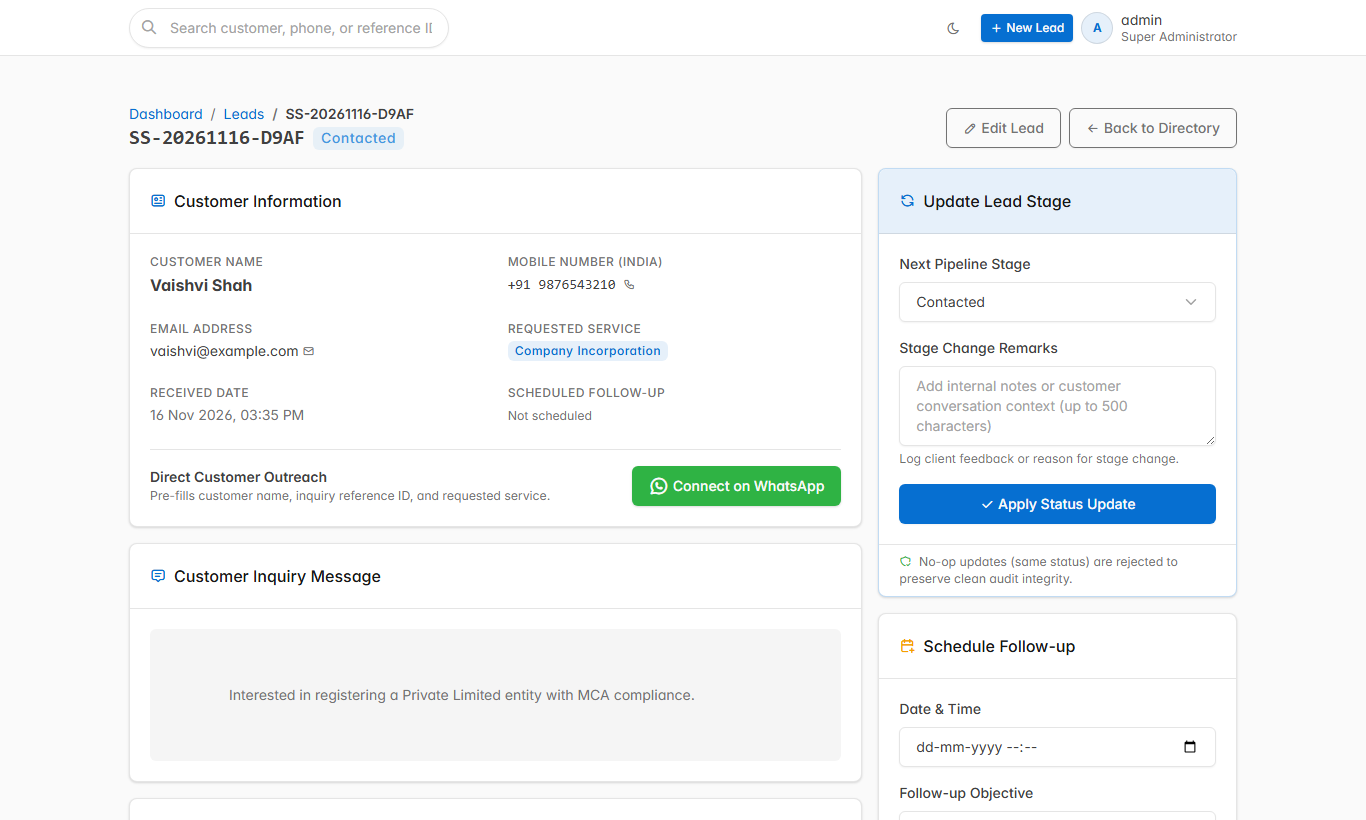 Search customer, phone, or reference I
+ New Lead
A
admin
Super Administrator
Dashboard / Leads / SS-20261116-D9AF
SS-20261116-D9AF Contacted
Edit Lead
← Back to Directory
Customer Information
CUSTOMER NAME
Vaishvi Shah
MOBILE NUMBER (INDIA)
+91 9876543210
EMAIL ADDRESS
vaishvi@example.com
REQUESTED SERVICE
Company Incorporation
RECEIVED DATE
16 Nov 2026, 03:35 PM
SCHEDULED FOLLOW-UP
Not scheduled
Direct Customer Outreach
Pre-fills customer name, inquiry reference ID, and requested service.
Connect on WhatsApp
Customer Inquiry Message
Interested in registering a Private Limited entity with MCA compliance.
Update Lead Stage
Next Pipeline Stage
Contacted
Stage Change Remarks
Add internal notes or customer
conversation context (up to 500
characters)
Log client feedback or reason for stage change.
✓ Apply Status Update
No-op updates (same status) are rejected to
preserve clean audit integrity.
Schedule Follow-up
Date & Time
dd-mm-yyyy --:--
Follow-up Objective